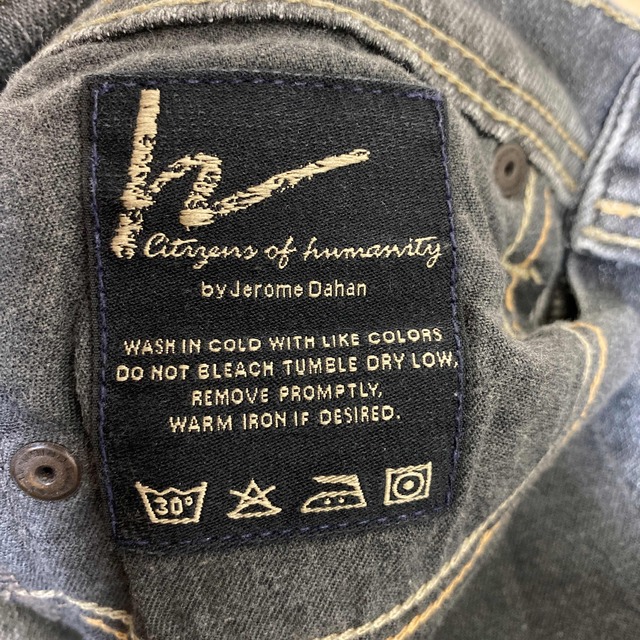 h
Citizens of humanity
by Jerome Dahan
WASH IN COLD WITH LIKE COLORS
DO NOT BLEACH TUMBLE DRY LOW,
REMOVE PROMPTLY,
WARM IRON IF DESIRED.
30°